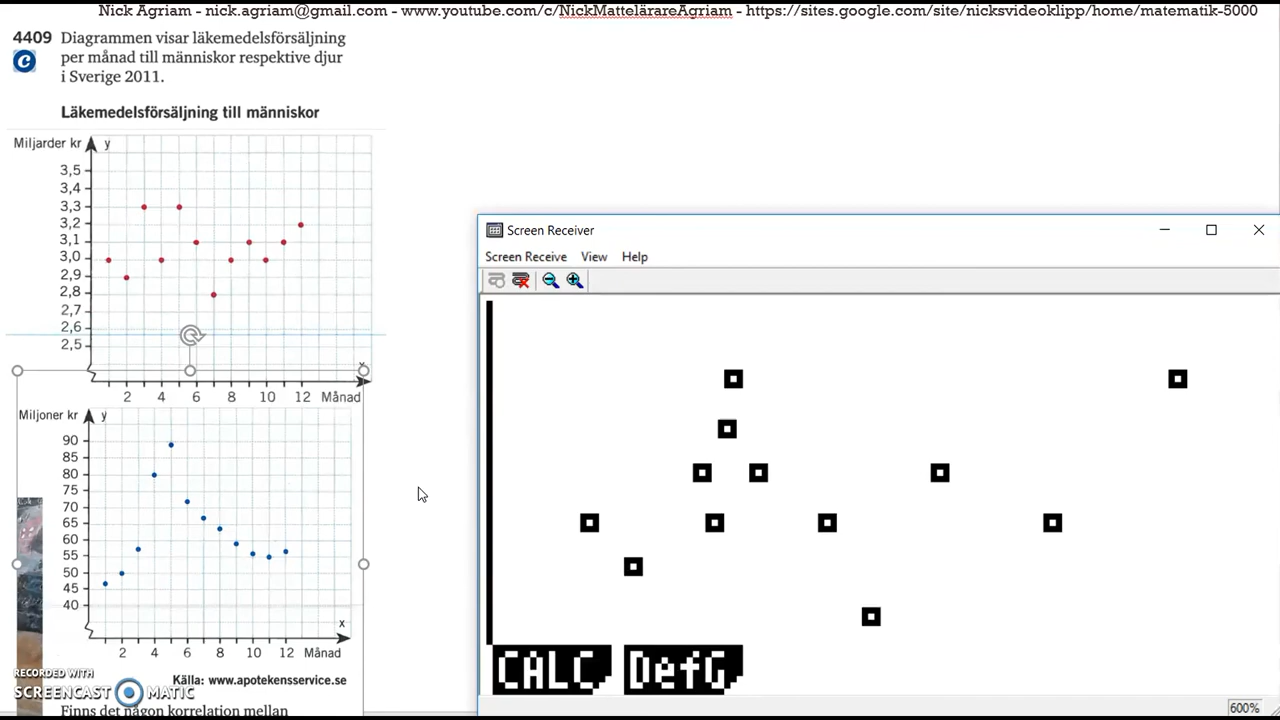 Nick Agriam - nick.agriam@gmail.com - www.youtube.com/c/NickMattelärareAgriam - https://sites.google.com/site/nicksvideoklipp/home/matematik-5000
4409 Diagrammen visar läkemedelsförsäljning
C per månad till människor respektive djur
i Sverige 2011.
Läkemedelsförsäljning till människor
Miljarder kr y
3,5
3,4
3,3
3,2
3,1
3,0
2,9
2,8
2,7
2,6
2,5
x
2 4 6 8 10 12 Månad
Miljoner kr y
90
85
80
75
70
65
60
55
50
45
40
x
2 4 6 8 10 12 Månad
Källa: www.apotekensservice.se
Finns det någon korrelation mellan
RECORDED WITH
SCREENCAST MATIC
Screen Receiver
Screen Receive View Help
CALC DefG
600%